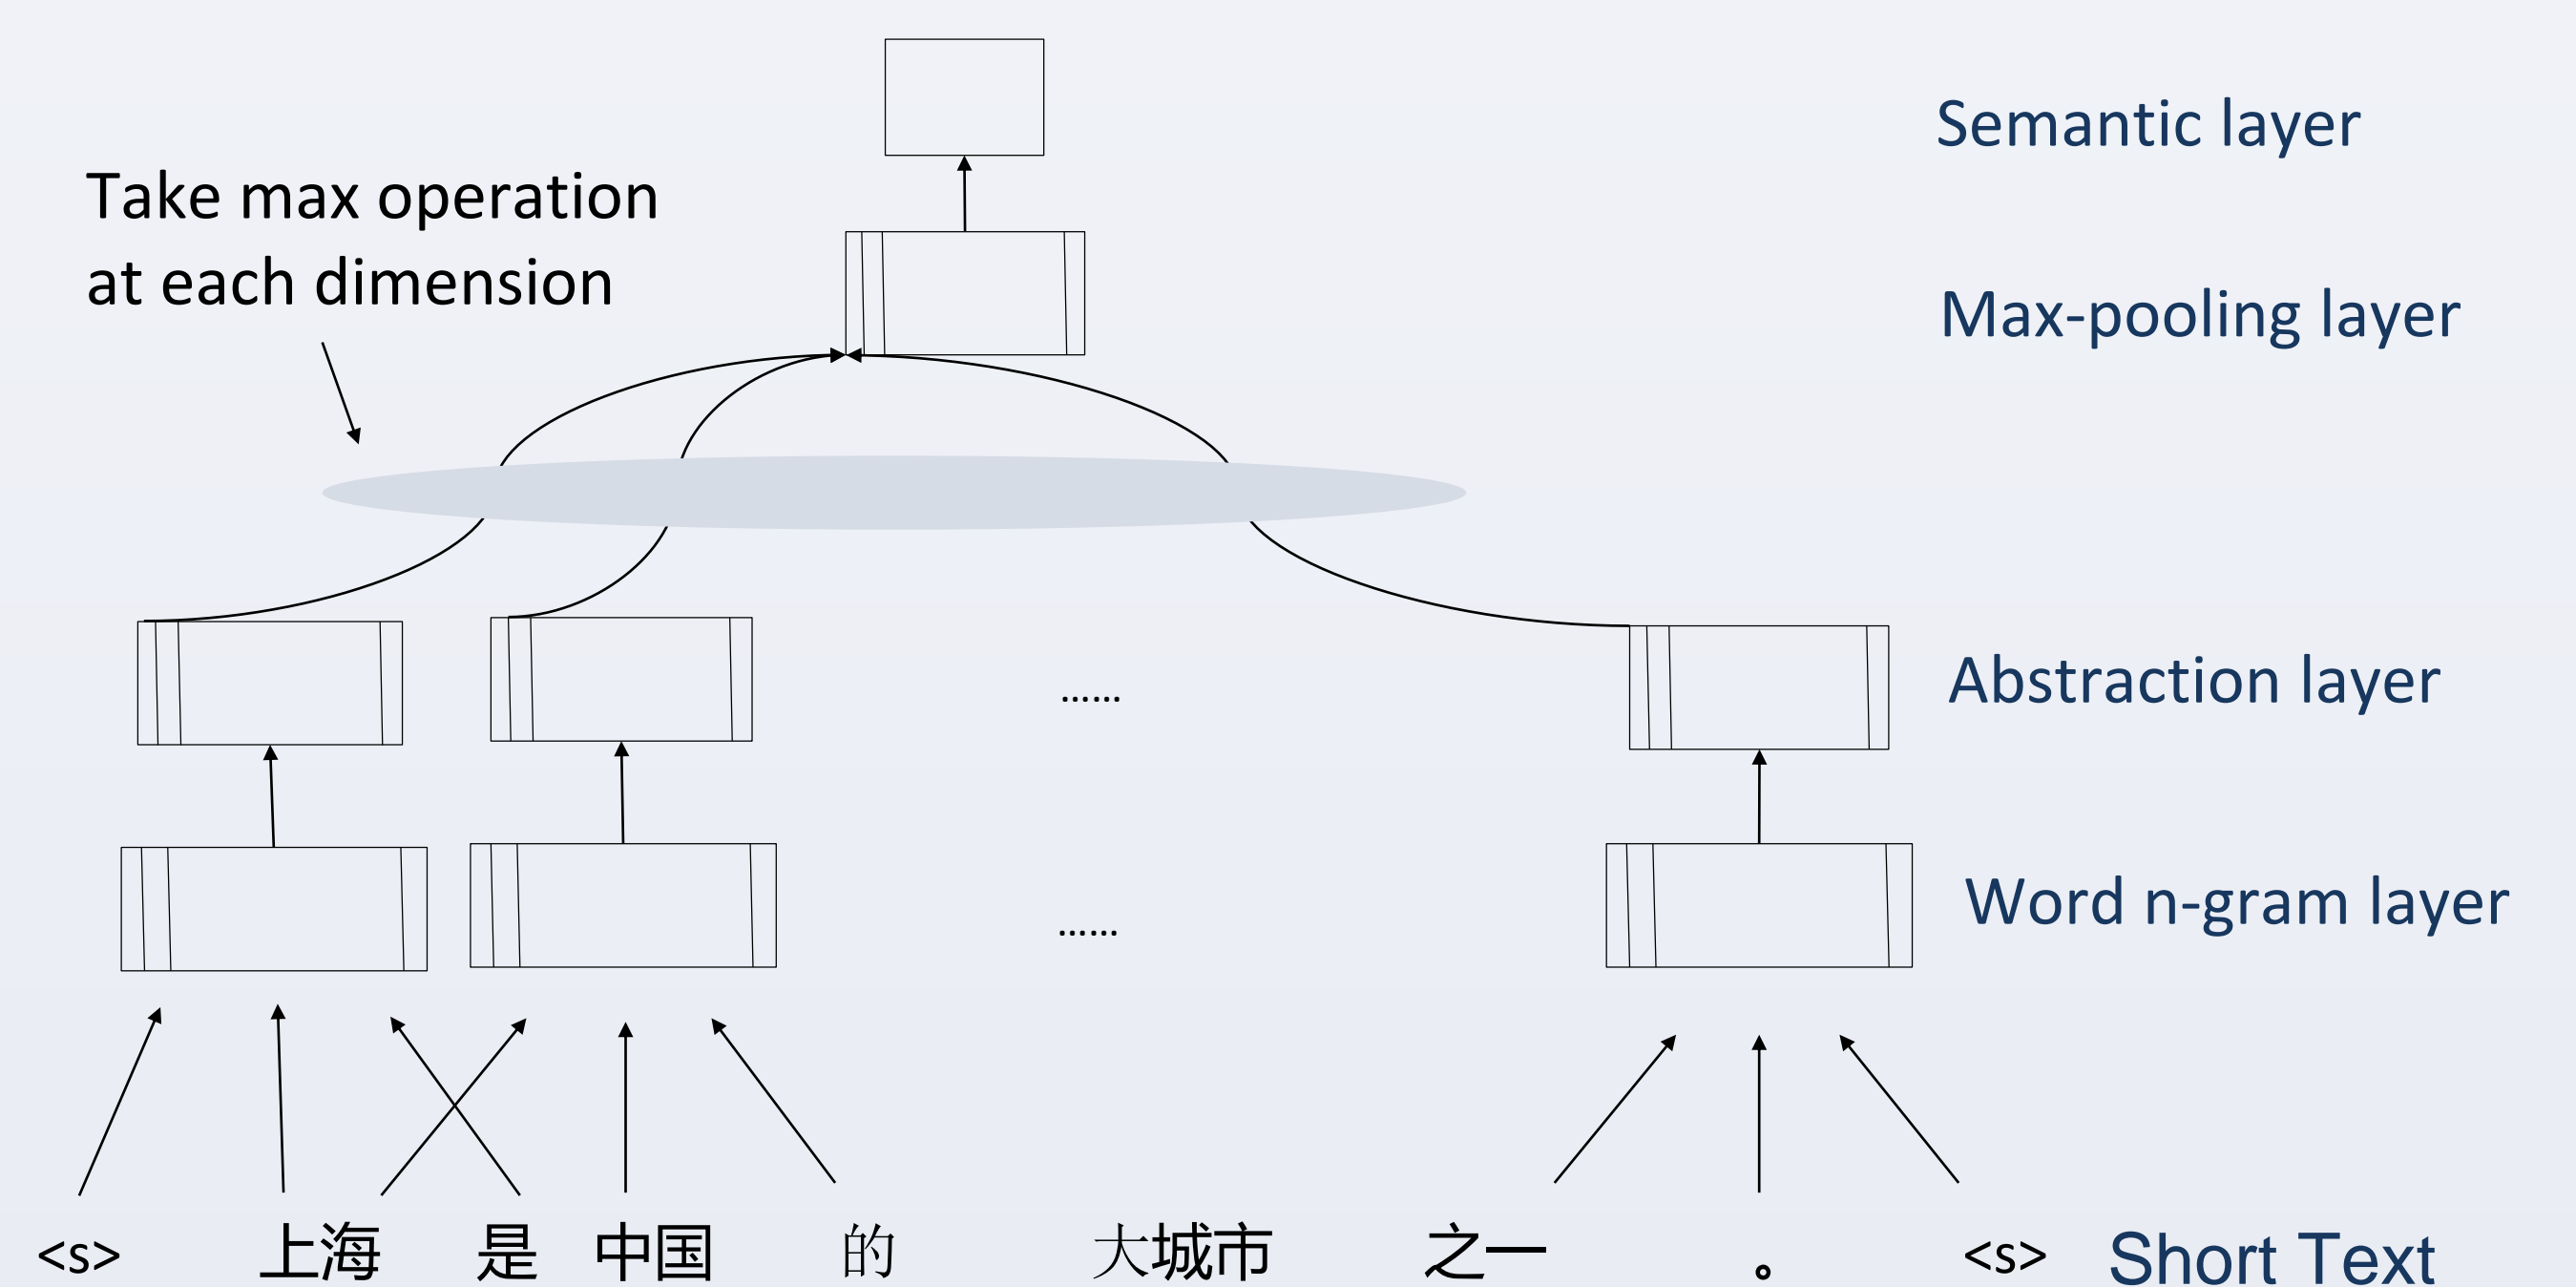 Semantic layer
Take max operation
at each dimension
Max-pooling layer
......
Abstraction layer
......
Word n-gram layer
<s> 上海 是 中国 的 大城市 之一 。 <s> Short Text